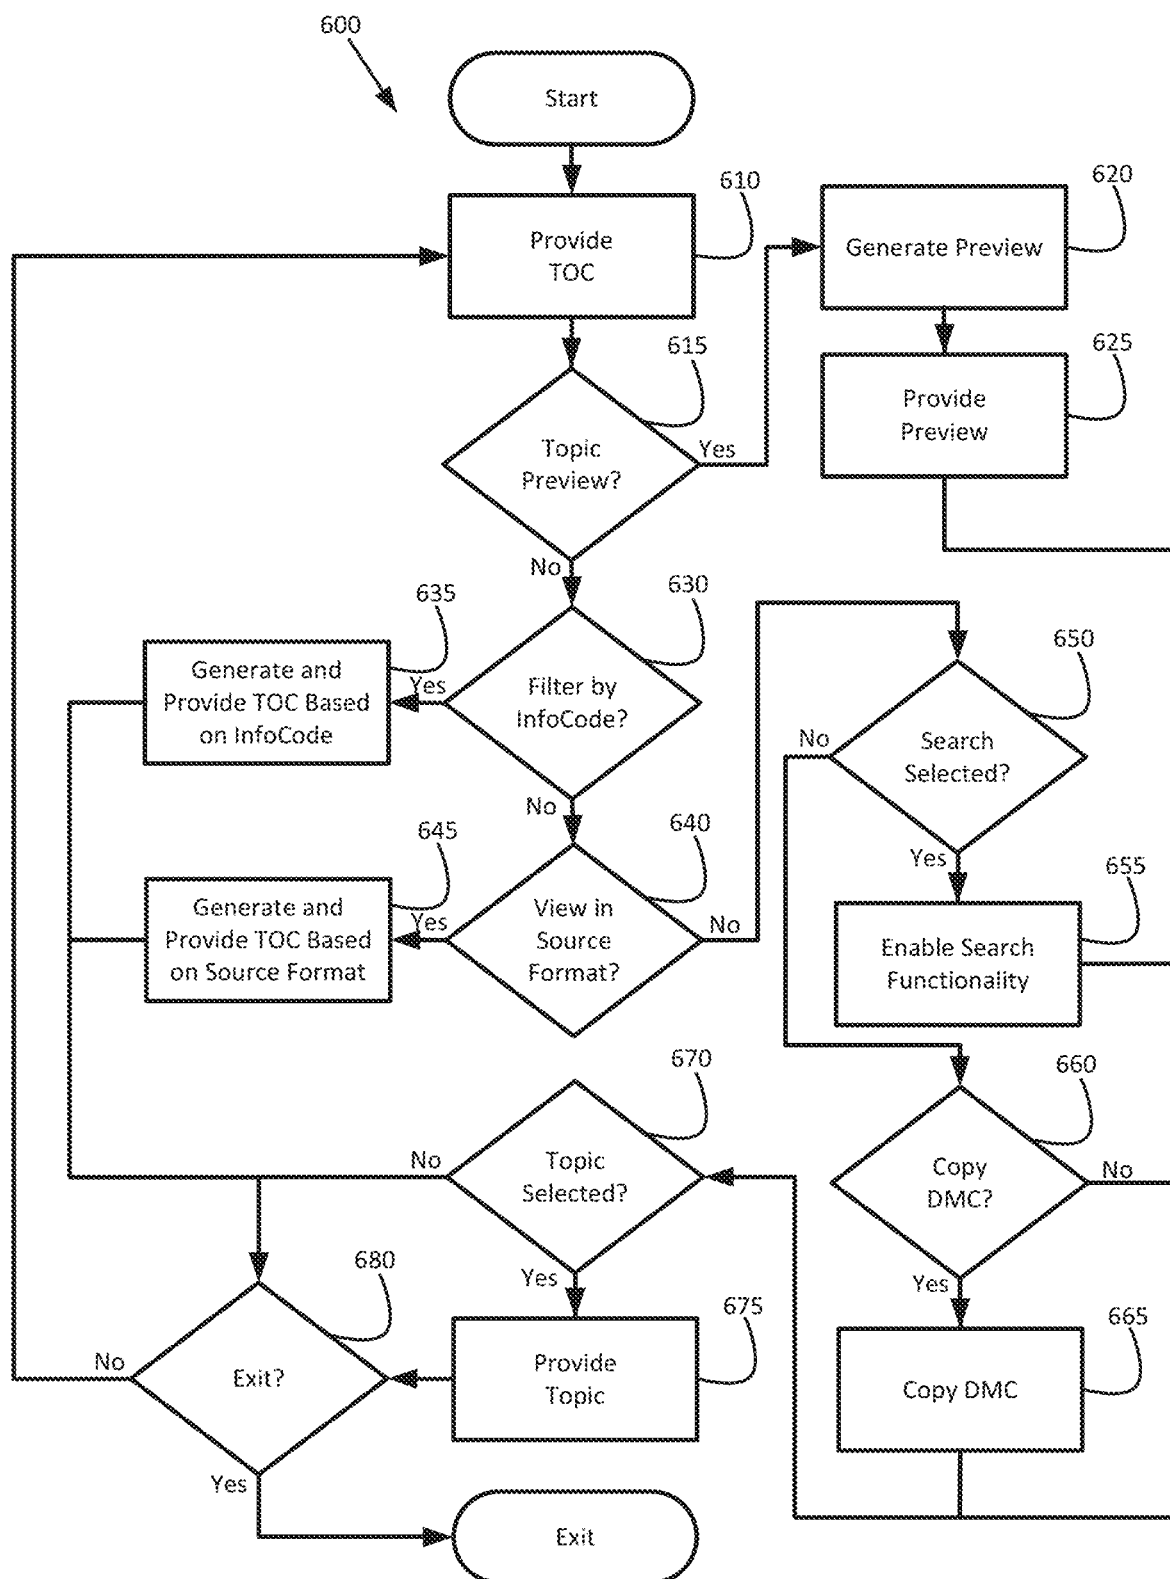 600
Start
610
Provide
TOC
620
Generate Preview
615
Topic
Preview?
Yes
625
Provide
Preview
No
635
Generate and
Provide TOC Based
on InfoCode
Yes
630
Filter by
InfoCode?
650
Search
Selected?
No
No
645
Generate and
Provide TOC Based
on Source Format
Yes
640
View in
Source
Format?
No
Yes
655
Enable Search
Functionality
670
Topic
Selected?
No
660
Copy
DMC?
No
Yes
680
Exit?
No
Yes
675
Provide
Topic
Yes
665
Copy DMC
Exit